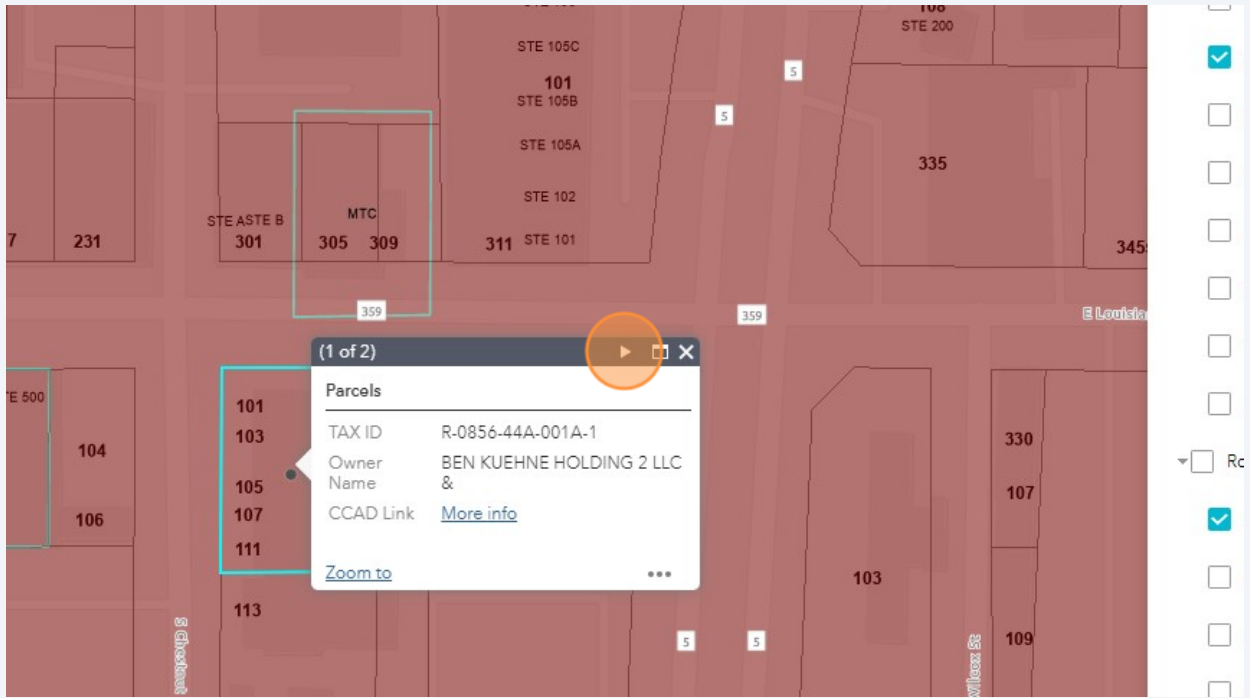 108
STE 200
STE 105C
101
STE 105B
STE 105A
STE 102
STE 101
311
335
345
MTC
STE ASTE B
301
305 309
7
231
5
5
359
359
E Louisia
(1 of 2)
Parcels
TAX ID R-0856-44A-001A-1
Owner Name BEN KUEHNE HOLDING 2 LLC
&
CCAD Link More info
Zoom to
E 500
104
106
101
103
105
107
111
113
S Chestnut
5
5
103
330
107
109
Wilcox St
Ro